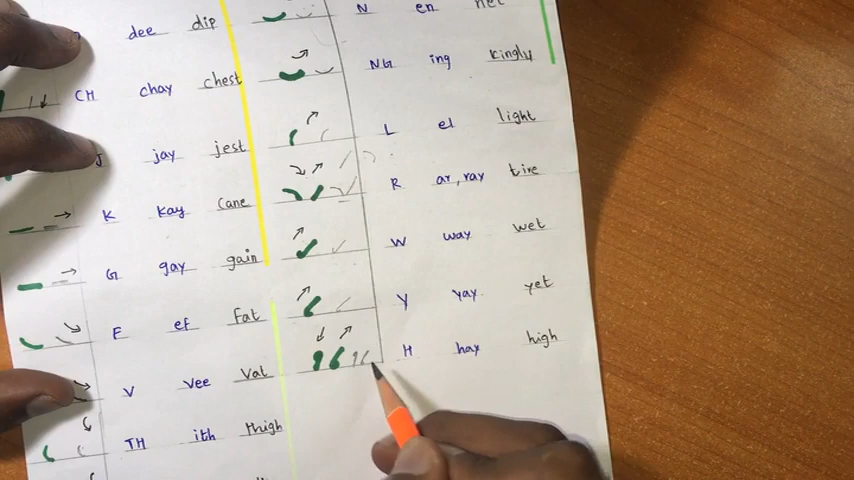 dee dip
CH chay chest
J jay jest
K kay cane
G gay gain
F ef fat
V vee vat
TH ith thigh
N en net
NG ing kingly
L el light
R ar, ray tire
W way wet
Y yay yet
H hay high